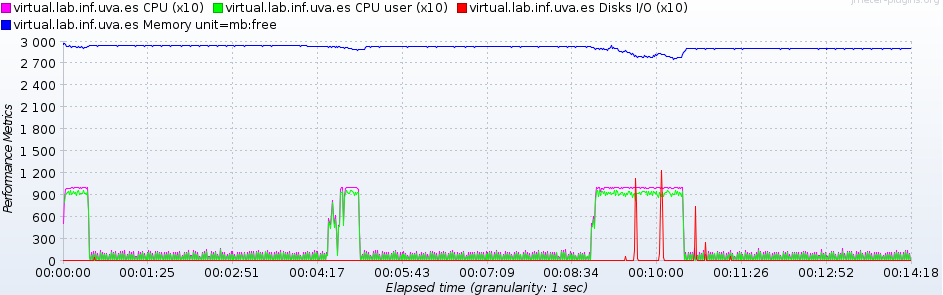 jmeter-plugins.org
virtual.lab.inf.uva.es CPU (x10) virtual.lab.inf.uva.es CPU user (x10) virtual.lab.inf.uva.es Disks I/O (x10)
virtual.lab.inf.uva.es Memory unit=mb:free
3 000
2 700
2 400
2 100
1 800
1 500
1 200
900
600
300
0
Performance Metrics
00:00:00 00:01:25 00:02:51 00:04:17 00:05:43 00:07:09 00:08:34 00:10:00 00:11:26 00:12:52 00:14:18
Elapsed time (granularity: 1 sec)